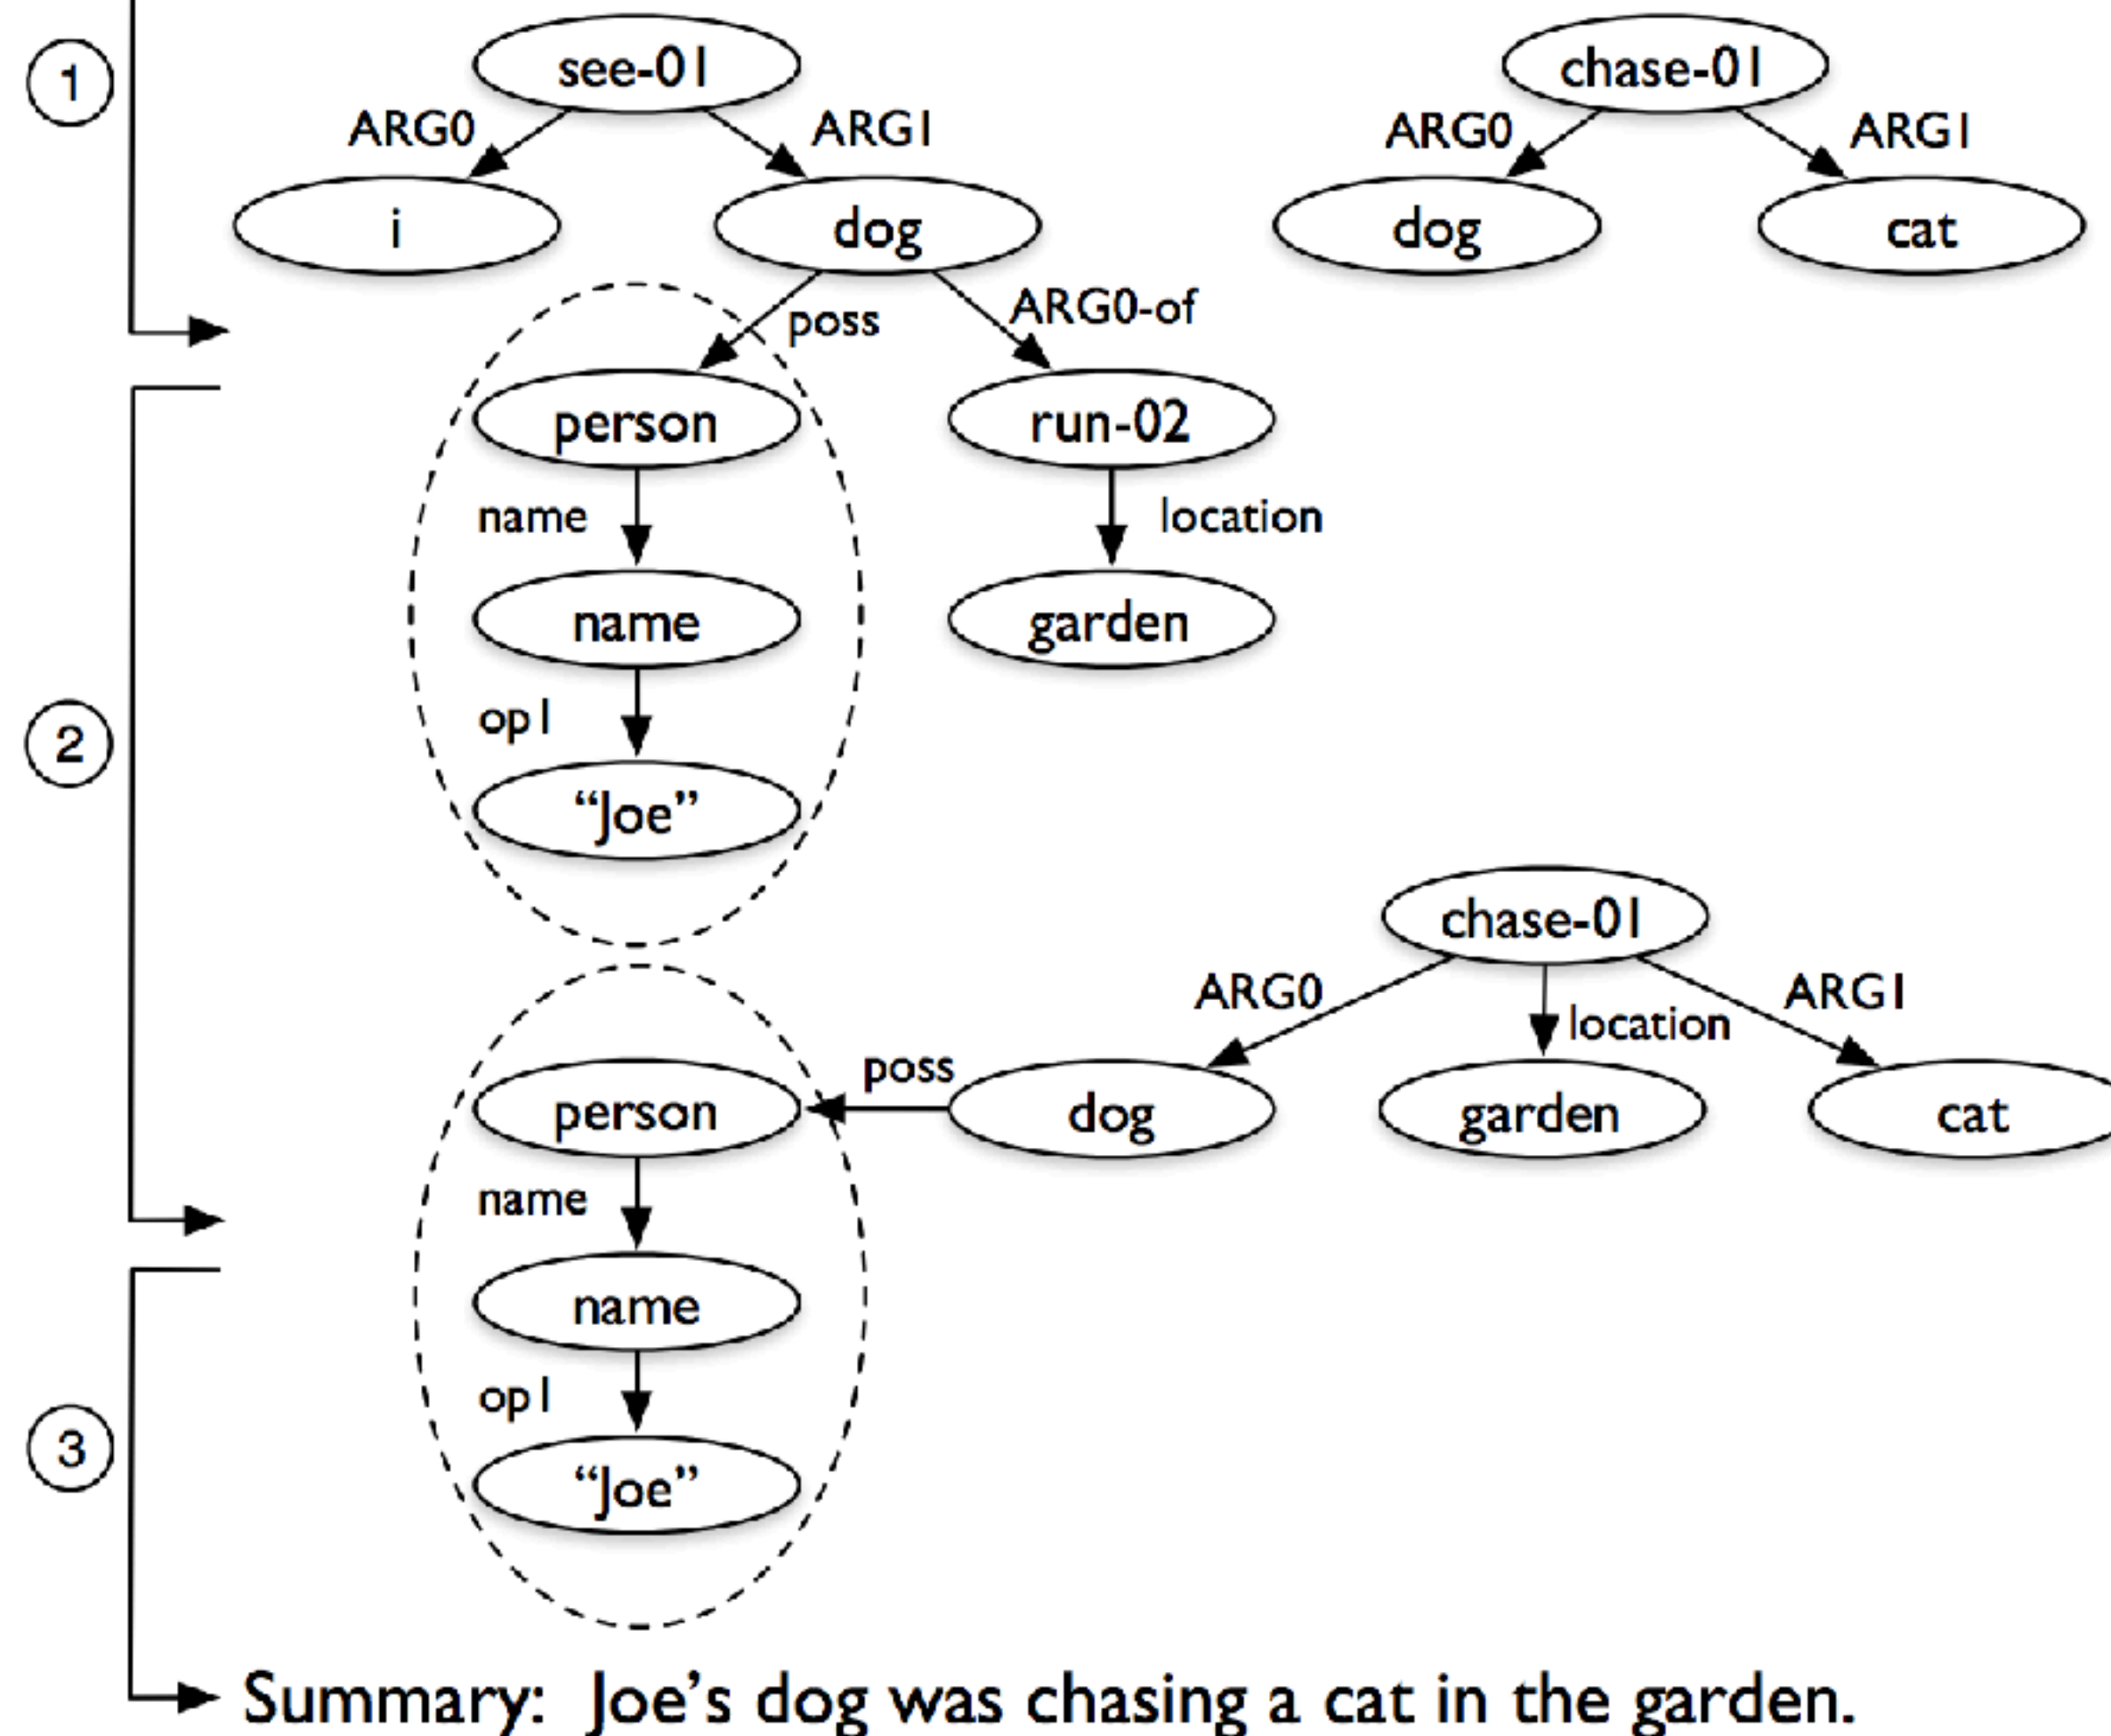 1
see-01
chase-01
ARG0
ARG1
ARG0
ARG1
i
dog
dog
cat
poss
ARG0-of
person
run-02
name
location
name
garden
2
op1
“Joe”
chase-01
ARG0
location
ARG1
poss
person
dog
garden
cat
name
name
op1
3
“Joe”
Summary: Joe’s dog was chasing a cat in the garden.